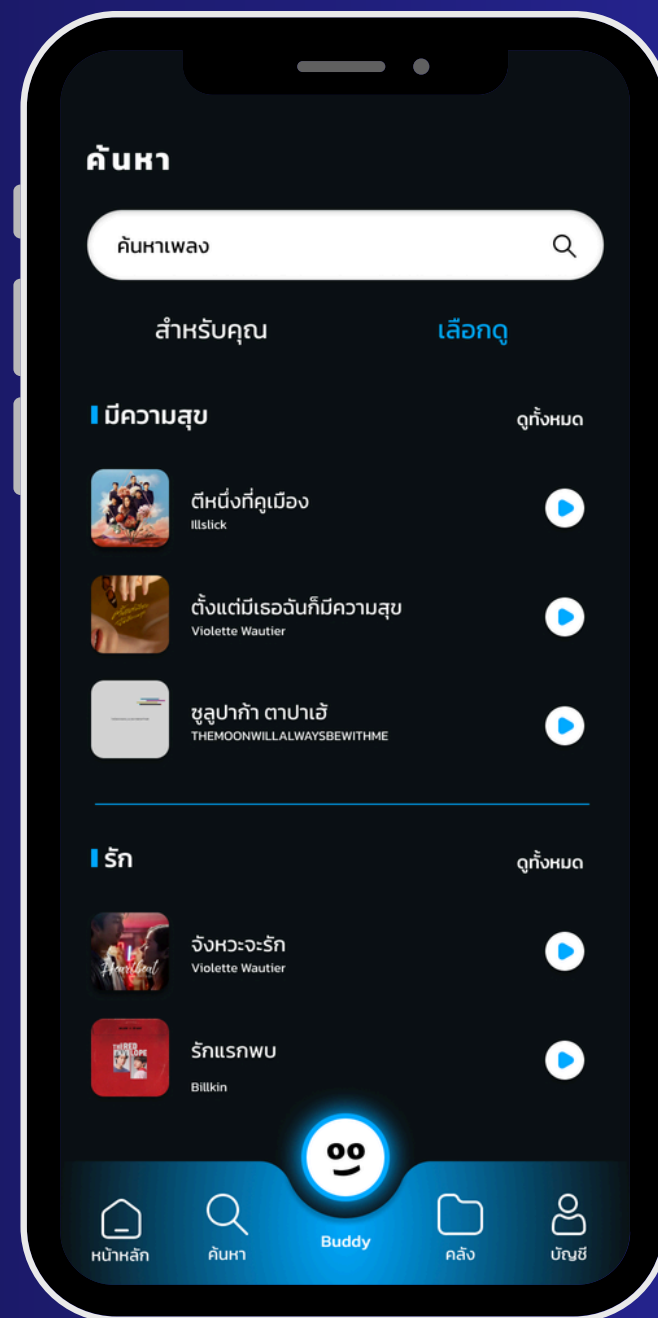 ค้นหา
ค้นหาเพลง
สำหรับคุณ เลือกดู
มีความสุข ดูทั้งหมด
ตีหนึ่งที่คูเมือง
Illslick
ตั้งแต่มีเธอฉันก็มีความสุข
Violette Wautier
ซูลูปาก้า ตาปาเฮ้
THEMOONWILLALWAYSBEWITHME
รัก ดูทั้งหมด
จังหวะจะรัก
Violette Wautier
Heartbeat
รักแรกพบ
THE RED
ENVELOPE
Billkin
หน้าหลัก ค้นหา Buddy คลัง บัญชี